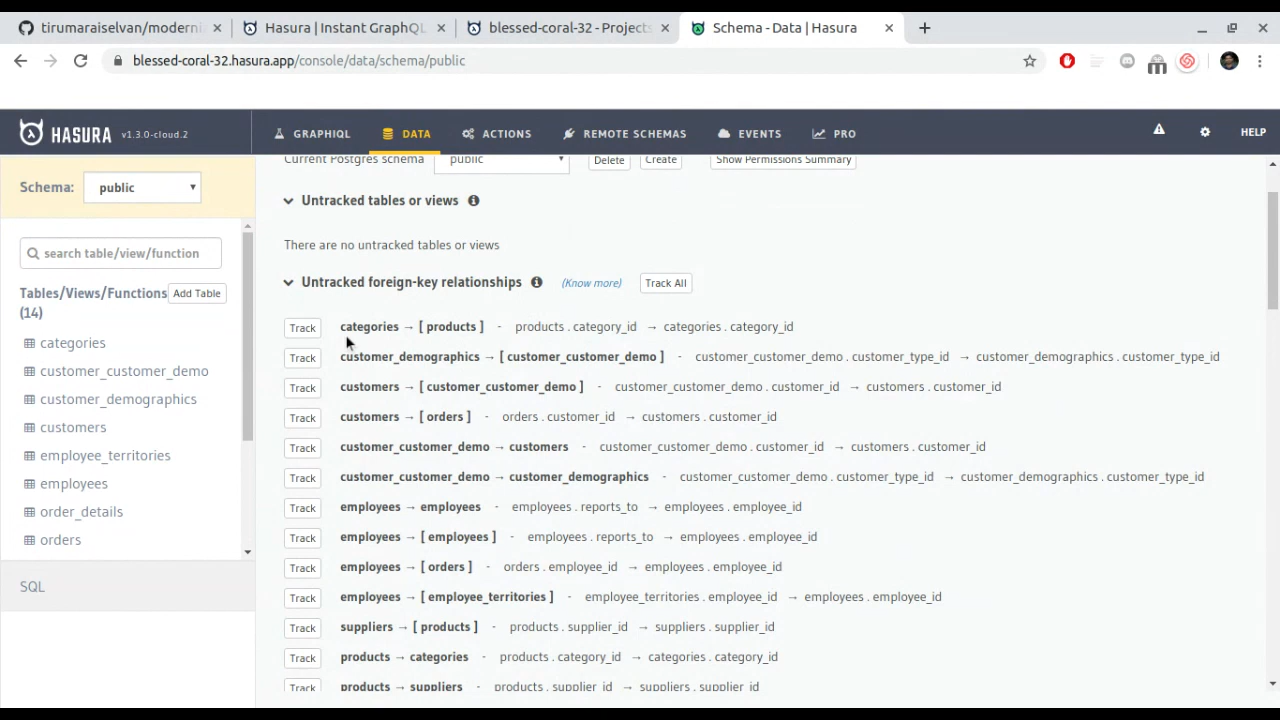 tirumaraiselvan/moderni
Hasura | Instant GraphQL
blessed-coral-32 - Projects
Schema - Data | Hasura
blessed-coral-32.hasura.app/console/data/schema/public
HASURA v1.3.0-cloud.2
GRAPHIQL
DATA
ACTIONS
REMOTE SCHEMAS
EVENTS
PRO
HELP
Schema: public
search table/view/function
Tables/Views/Functions Add Table
(14)
categories
customer_customer_demo
customer_demographics
customers
employee_territories
employees
order_details
orders
SQL
Current Postgres schema public Delete Create Show Permissions Summary
Untracked tables or views
There are no untracked tables or views
Untracked foreign-key relationships (Know more) Track All
Track categories → [ products ] - products . category_id → categories . category_id
Track customer_demographics → [ customer_customer_demo ] - customer_customer_demo . customer_type_id → customer_demographics . customer_type_id
Track customers → [ customer_customer_demo ] - customer_customer_demo . customer_id → customers . customer_id
Track customers → [ orders ] - orders . customer_id → customers . customer_id
Track customer_customer_demo → customers - customer_customer_demo . customer_id → customers . customer_id
Track customer_customer_demo → customer_demographics - customer_customer_demo . customer_type_id → customer_demographics . customer_type_id
Track employees → employees - employees . reports_to → employees . employee_id
Track employees → [ employees ] - employees . reports_to → employees . employee_id
Track employees → [ orders ] - orders . employee_id → employees . employee_id
Track employees → [ employee_territories ] - employee_territories . employee_id → employees . employee_id
Track suppliers → [ products ] - products . supplier_id → suppliers . supplier_id
Track products → categories - products . category_id → categories . category_id
Track products → suppliers - products . supplier_id → suppliers . supplier_id